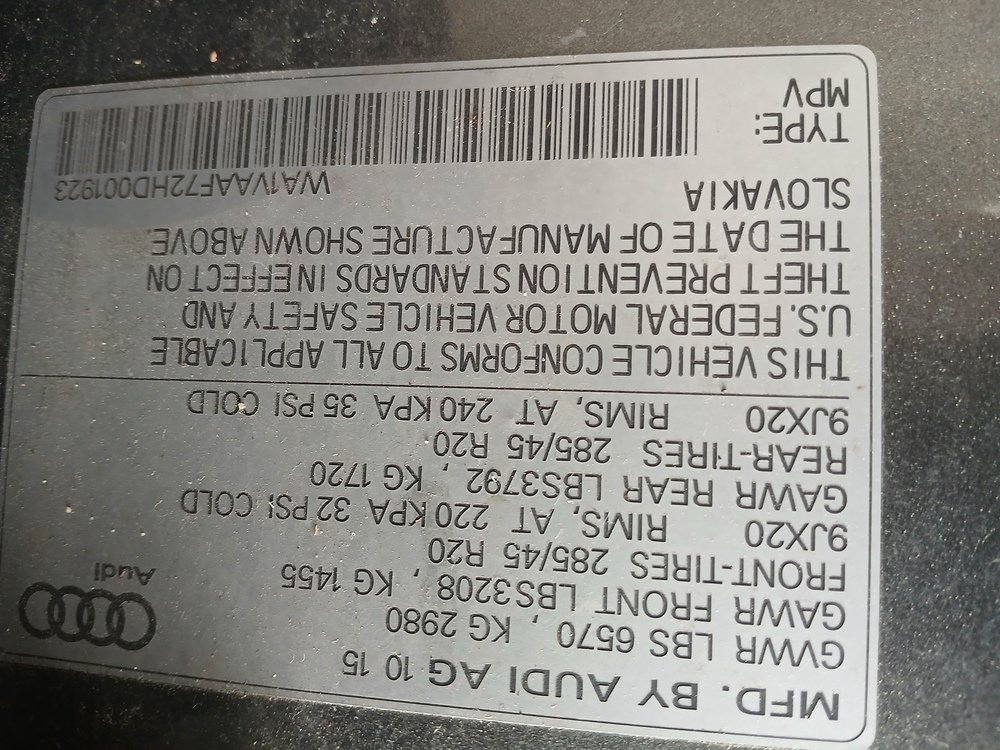 MFD. BY AUDI AG 10 15
GVWR LBS 6570 , KG 2980
GAWR FRONT LBS3208 , KG 1455
FRONT-TIRES 285/45 R20
9JX20 RIMS, AT 220 KPA 32 PSI COLD
GAWR REAR LBS3792 , KG 1720
REAR-TIRES 285/45 R20
9JX20 RIMS, AT 240 KPA 35 PSI COLD
Audi
THIS VEHICLE CONFORMS TO ALL APPLICABLE
U.S. FEDERAL MOTOR VEHICLE SAFETY AND
THEFT PREVENTION STANDARDS IN EFFECT ON
THE DATE OF MANUFACTURE SHOWN ABOVE.
SLOVAKIA WA1VAAF72HD001923
TYPE:
MPV